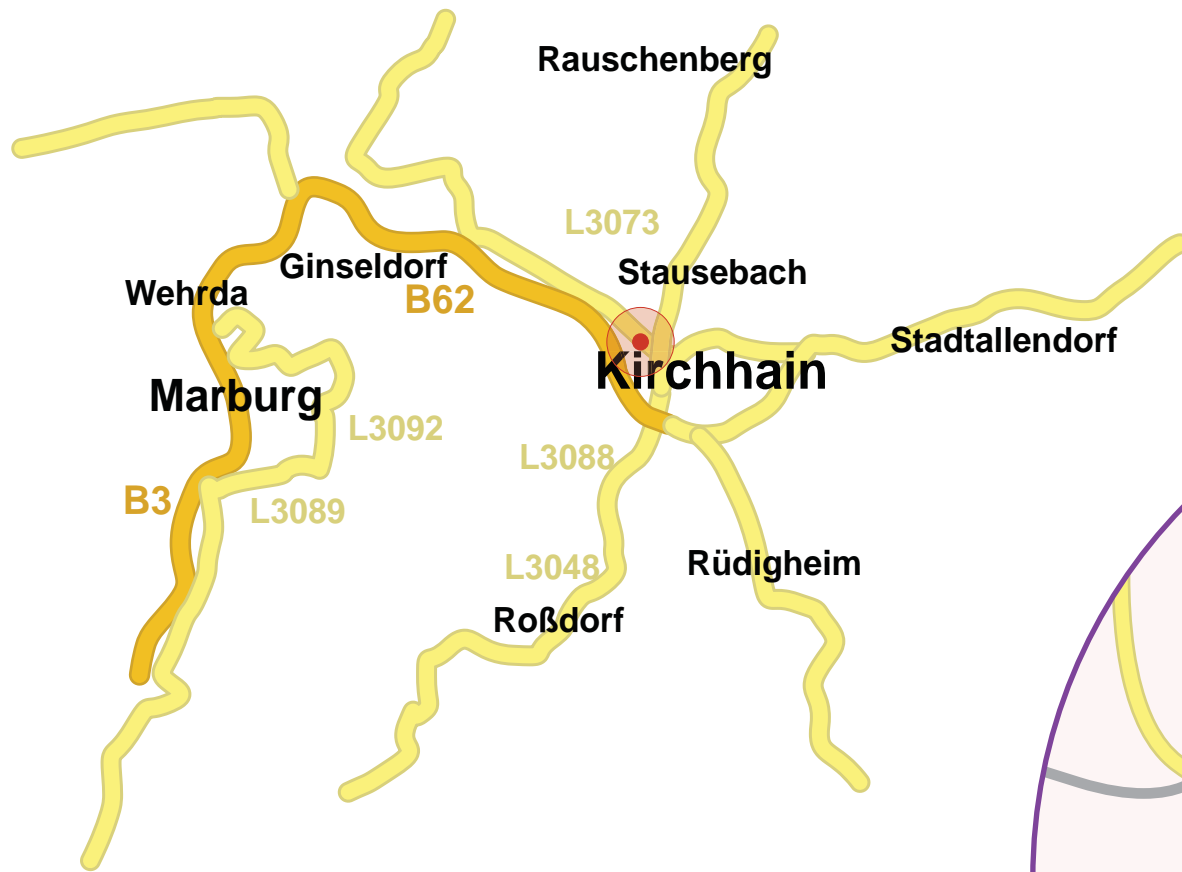 Rauschenberg
L3073
Ginseldorf
Stausebach
Wehrda
B62
Stadtallendorf
Kirchhain
Marburg
L3092
L3088
B3
L3089
L3048
Rüdigheim
Roßdorf